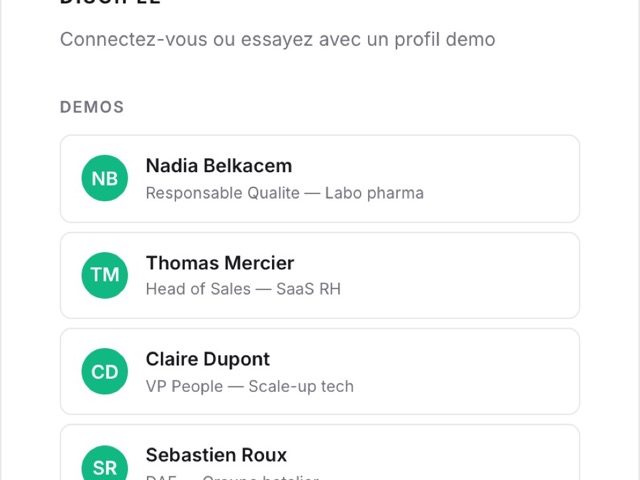 Connectez-vous ou essayez avec un profil demo
DEMOS
NB
Nadia Belkacem
Responsable Qualite — Labo pharma
TM
Thomas Mercier
Head of Sales — SaaS RH
CD
Claire Dupont
VP People — Scale-up tech
SR
Sebastien Roux